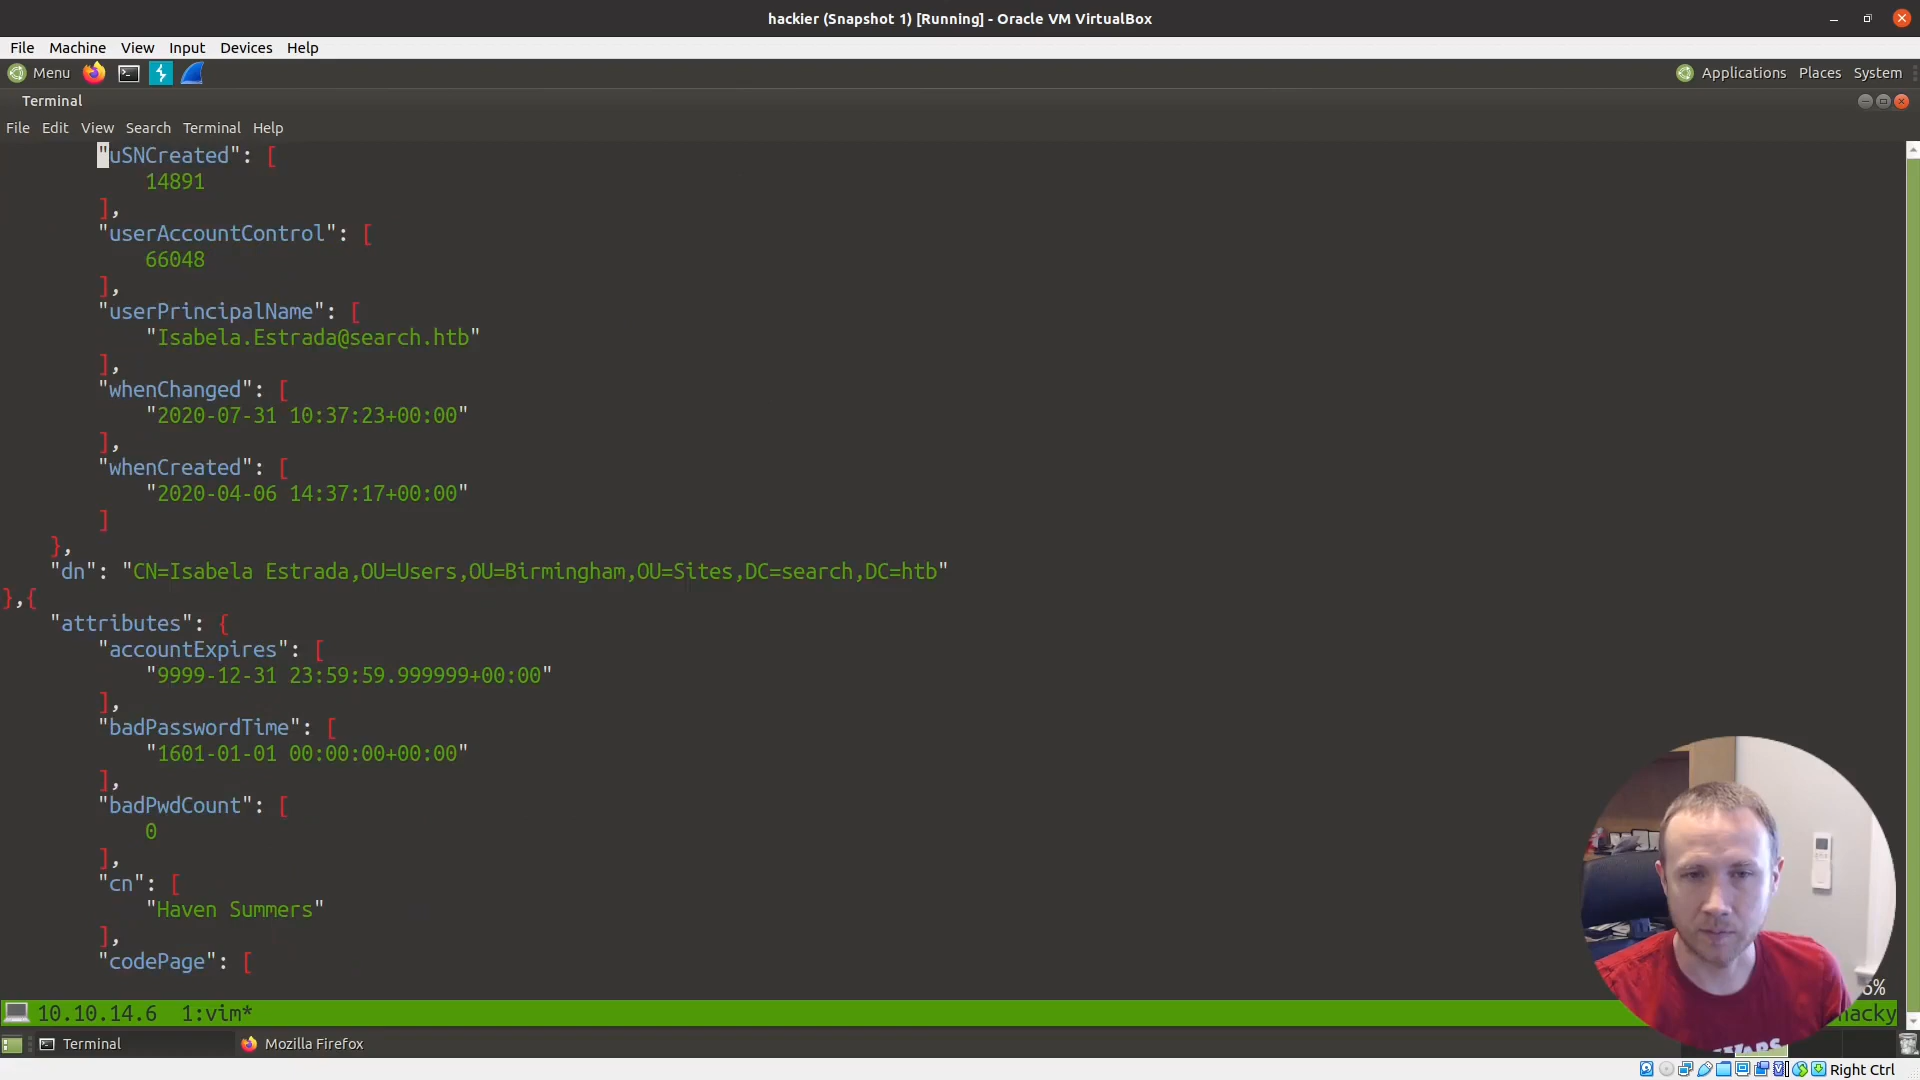 hackier (Snapshot 1) [Running] - Oracle VM VirtualBox
File Machine View Input Devices Help
Menu Applications Places System
Terminal
File Edit View Search Terminal Help
"uSNCreated": [
14891
],
"userAccountControl": [
66048
],
"userPrincipalName": [
"Isabela.Estrada@search.htb"
],
"whenChanged": [
"2020-07-31 10:37:23+00:00"
],
"whenCreated": [
"2020-04-06 14:37:17+00:00"
]
},
"dn": "CN=Isabela Estrada,OU=Users,OU=Birmingham,OU=Sites,DC=search,DC=htb"
},{
"attributes": {
"accountExpires": [
"9999-12-31 23:59:59.999999+00:00"
],
"badPasswordTime": [
"1601-01-01 00:00:00+00:00"
],
"badPwdCount": [
0
],
"cn": [
"Haven Summers"
],
"codePage": [
10.10.14.6 1:vim* hacky
Terminal Mozilla Firefox
Right Ctrl